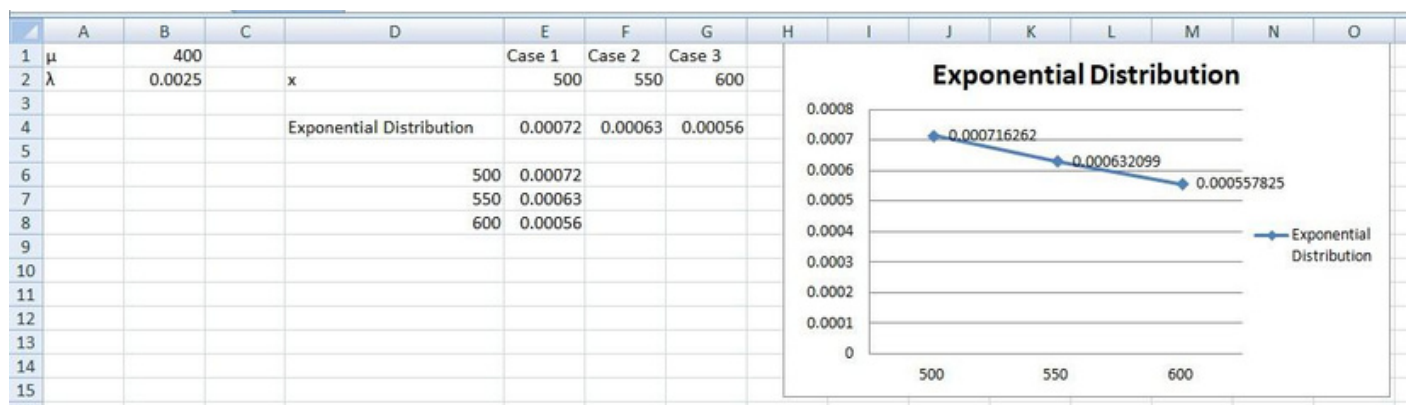 A B C D E F G H I J K L M N O
1 μ 400 Case 1 Case 2 Case 3
2 λ 0.0025 x 500 550 600
3
4 Exponential Distribution 0.00072 0.00063 0.00056
5
6 500 0.00072
7 550 0.00063
8 600 0.00056
9
10
11
12
13
14
15
Exponential Distribution
0.0008
0.0007
0.0006
0.0005
0.0004
0.0003
0.0002
0.0001
0
0.000716262
0.000632099
0.000557825
500 550 600
Exponential
Distribution